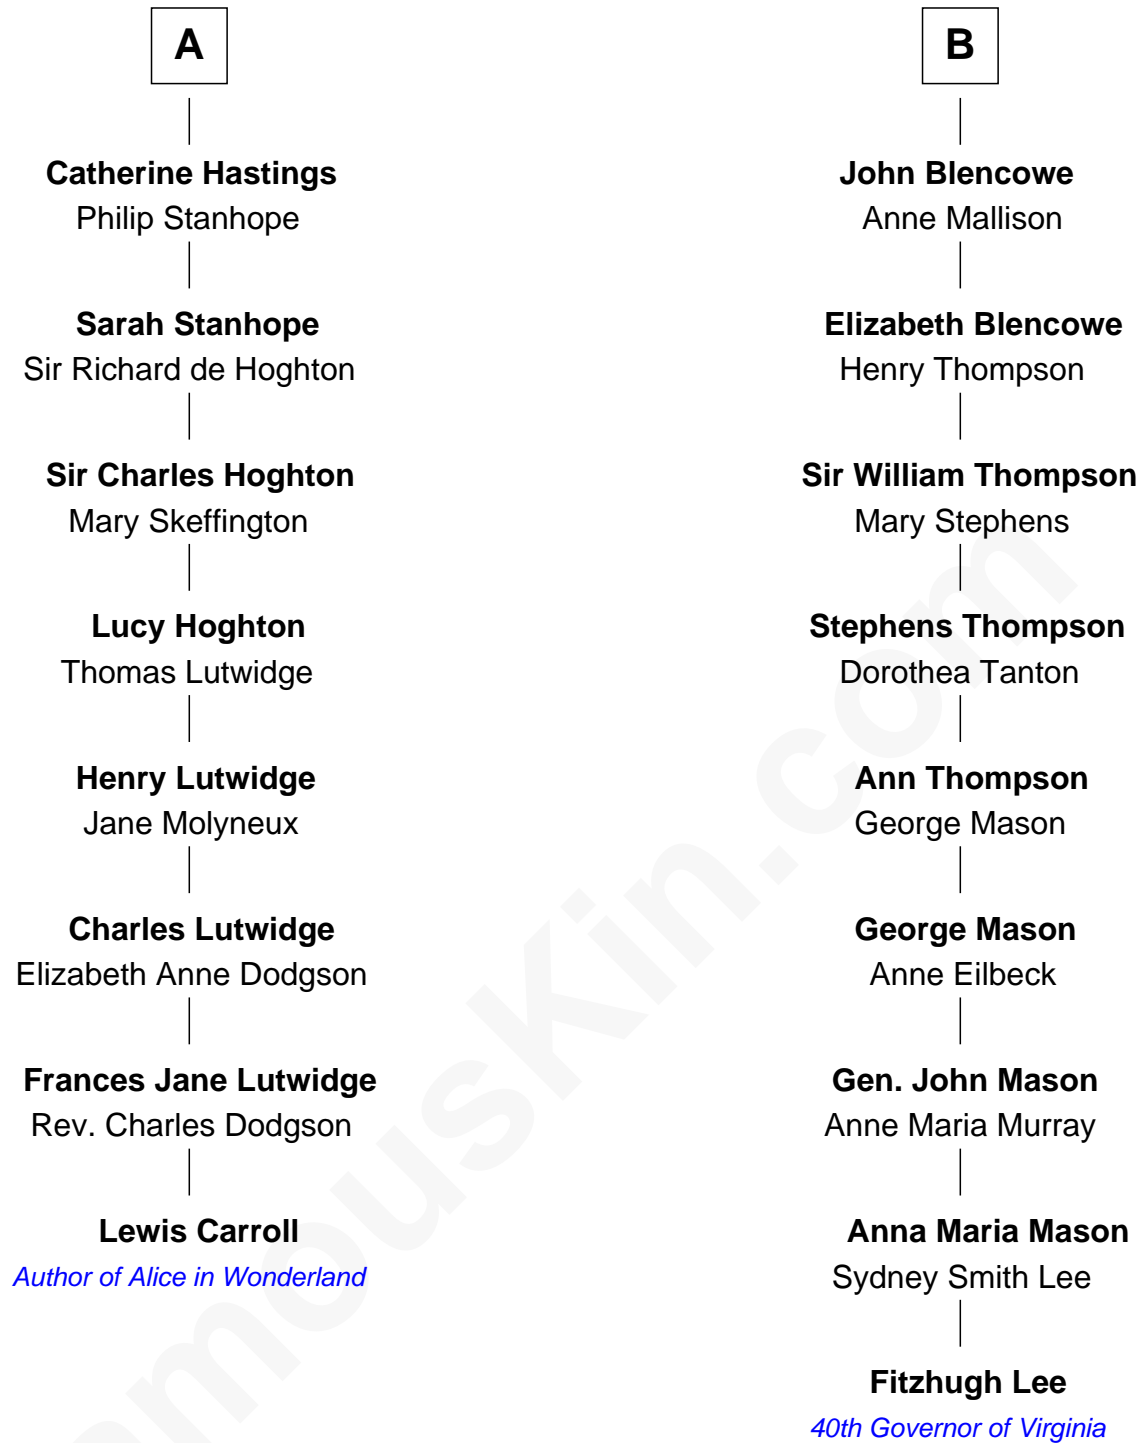 A
Catherine Hastings
Philip Stanhope
Sarah Stanhope
Sir Richard de Hoghton
Sir Charles Hoghton
Mary Skeffington
Lucy Hoghton
Thomas Lutwidge
Henry Lutwidge
Jane Molyneux
Charles Lutwidge
Elizabeth Anne Dodgson
Frances Jane Lutwidge
Rev. Charles Dodgson
Lewis Carroll
Author of Alice in Wonderland
B
John Blencowe
Anne Mallison
Elizabeth Blencowe
Henry Thompson
Sir William Thompson
Mary Stephens
Stephens Thompson
Dorothea Tanton
Ann Thompson
George Mason
George Mason
Anne Eilbeck
Gen. John Mason
Anne Maria Murray
Anna Maria Mason
Sydney Smith Lee
Fitzhugh Lee
40th Governor of Virginia
amousKin.com